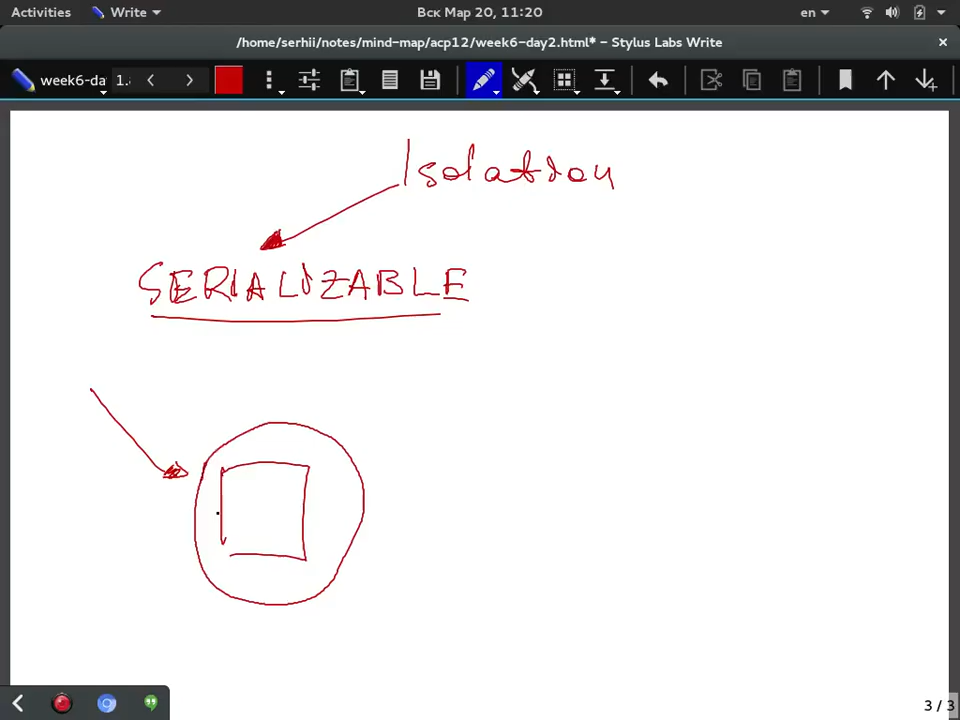 Activities Write Вск Мар 20, 11:20 en
/home/serhii/notes/mind-map/acp12/week6-day2.html* – Stylus Labs Write
week6-da 1.
Isolation
SERIALIZABLE
3 / 3